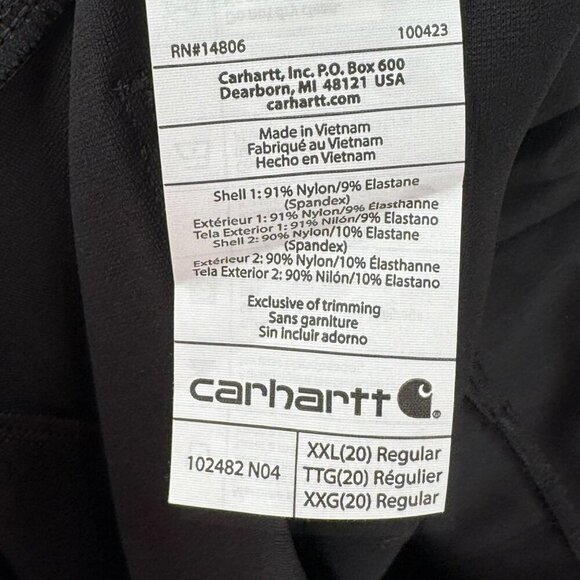 RN#14806 100423
Carhartt, Inc. P.O. Box 600
Dearborn, MI 48121 USA
carhartt.com
Made in Vietnam
Fabriqué au Vietnam
Hecho en Vietnam
Shell 1: 91% Nylon/9% Elastane
(Spandex)
Extérieur 1: 91% Nylon/9% Élasthanne
Tela Exterior 1: 91% Nilón/9% Elastano
Shell 2: 90% Nylon/10% Elastane
(Spandex)
Extérieur 2: 90% Nylon/10% Élasthanne
Tela Exterior 2: 90% Nilón/10% Elastano
Exclusive of trimming
Sans garniture
Sin incluir adorno
carhartt
102482 N04
XXL(20) Regular
TTG(20) Régulier
XXG(20) Regular